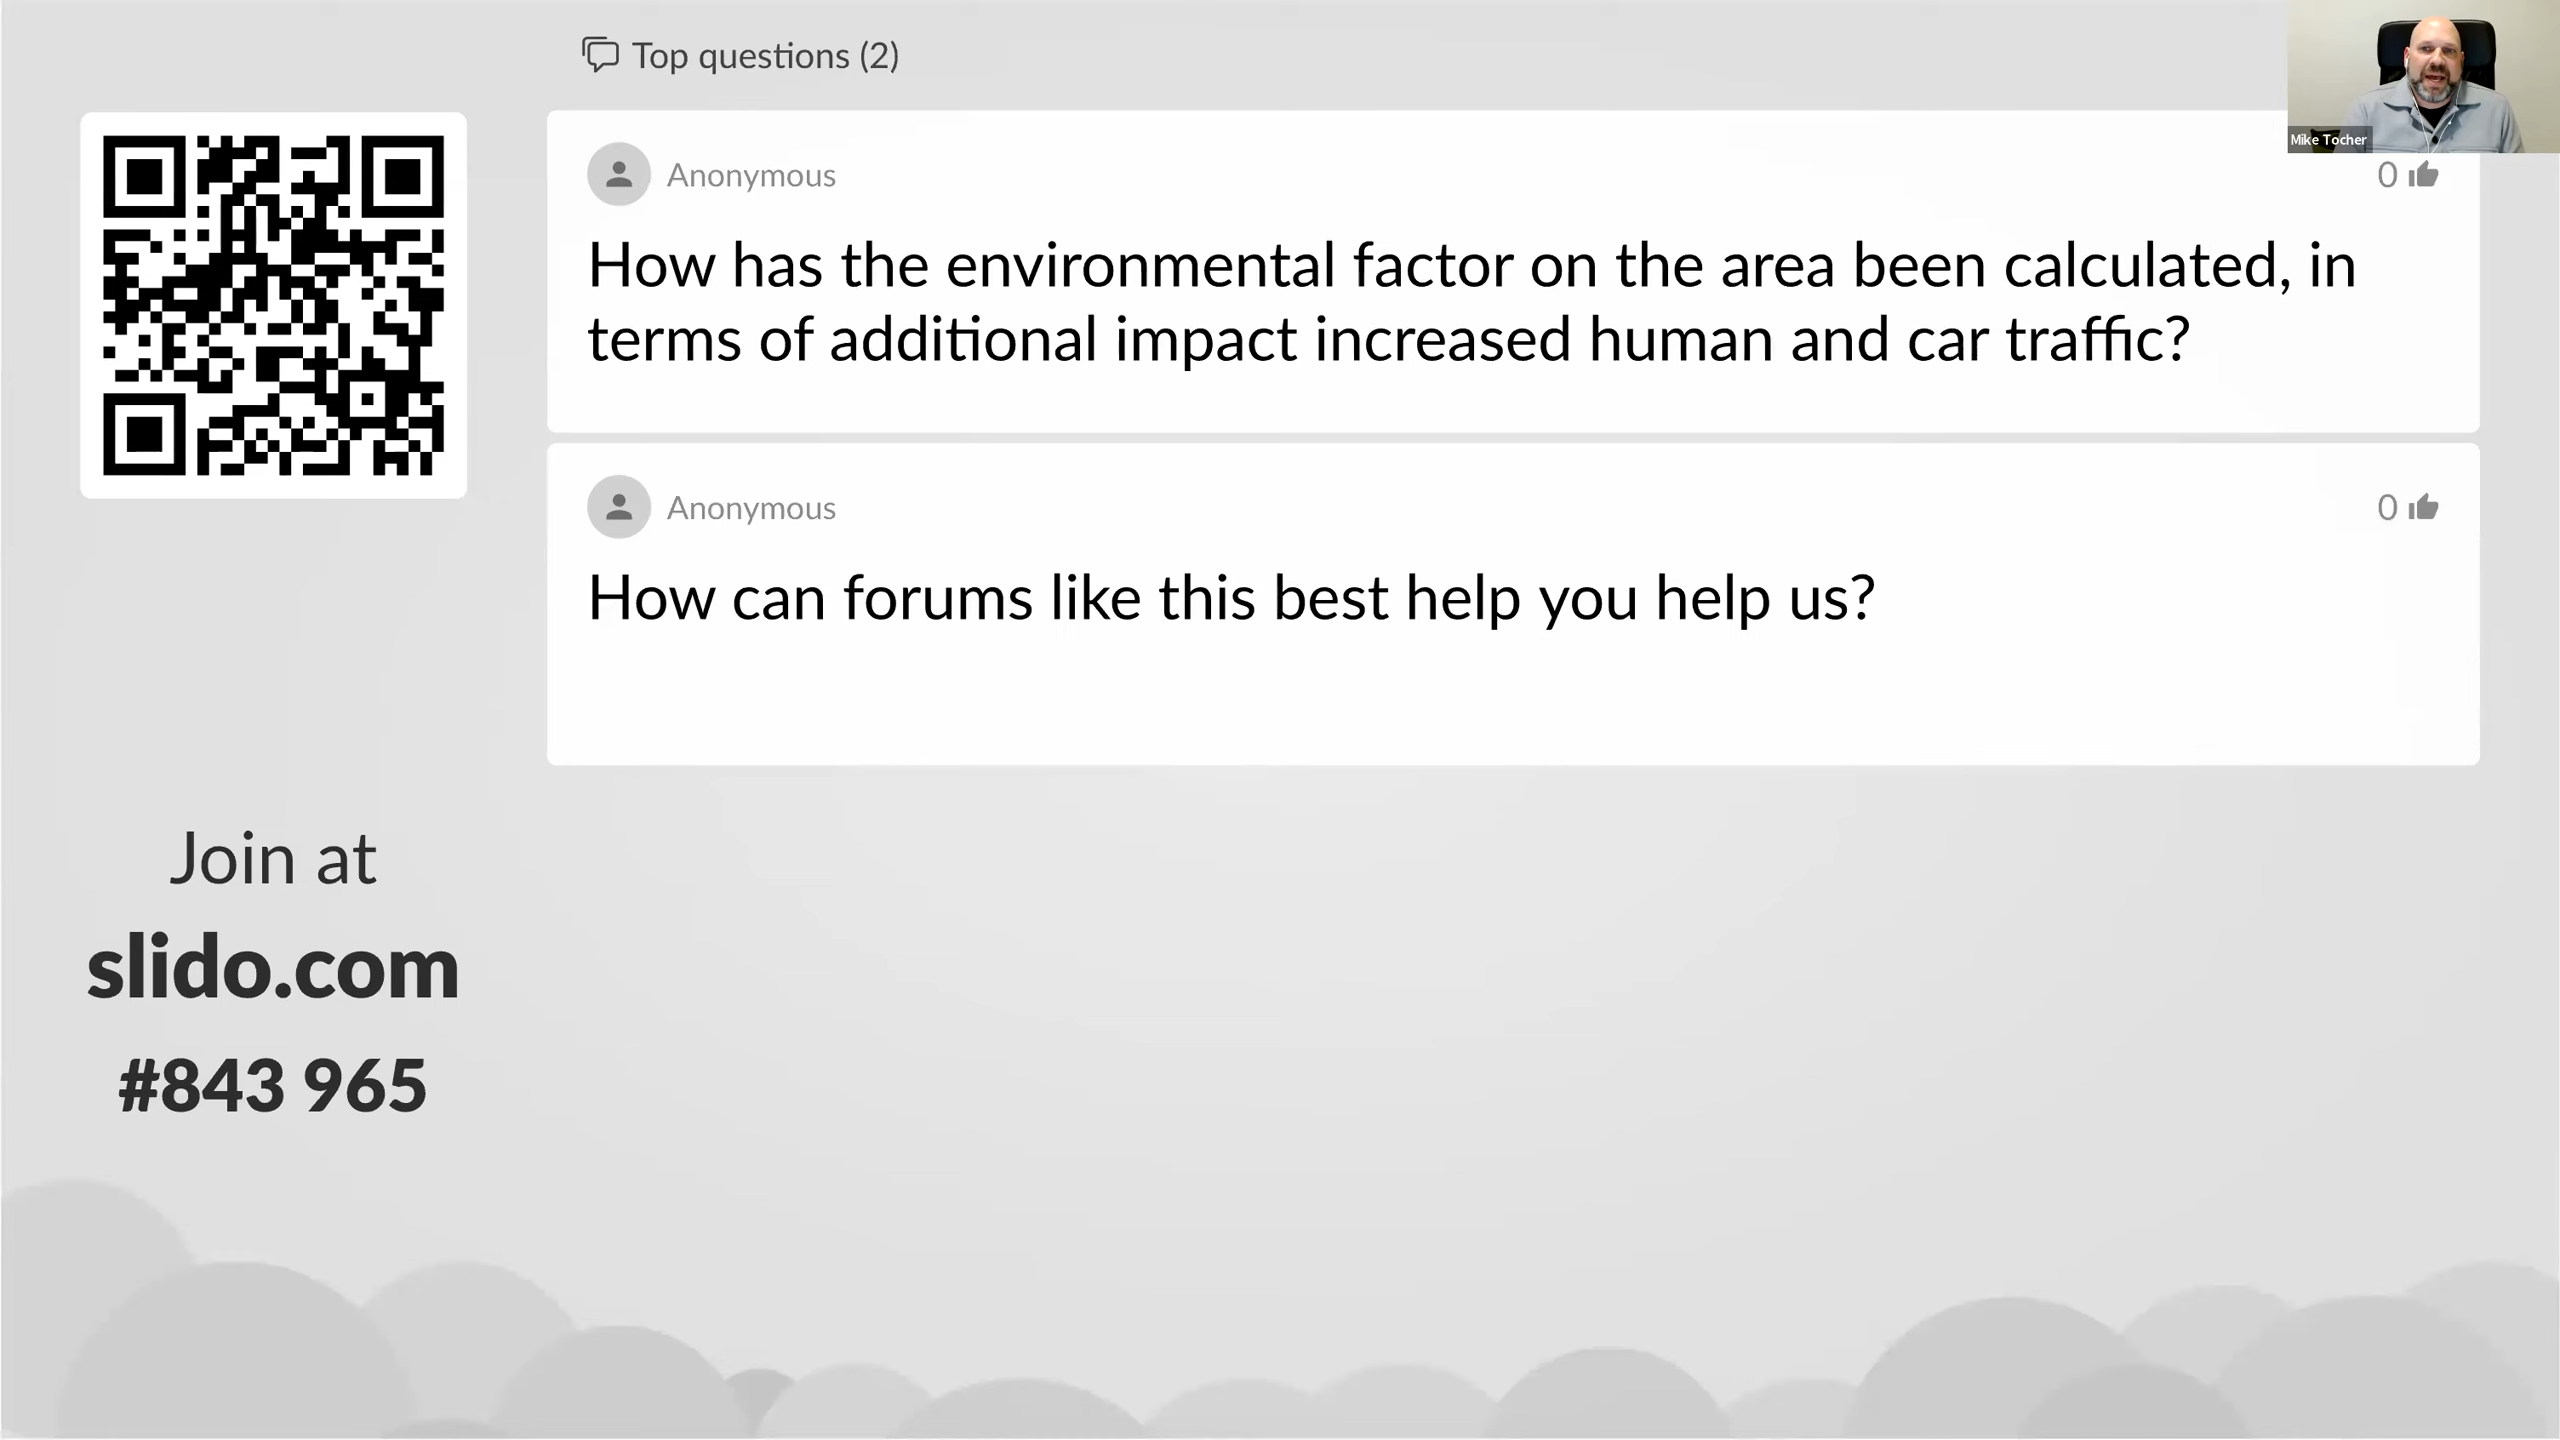 Top questions (2)
Mike Tocher
Anonymous
0
How has the environmental factor on the area been calculated, in
terms of additional impact increased human and car traffic?
Anonymous
0
How can forums like this best help you help us?
Join at
slido.com
#843 965